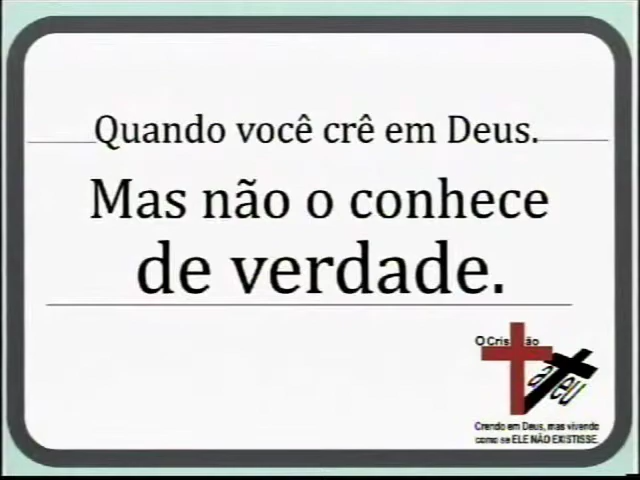 Quando você crê em Deus.
Mas não o conhece
de verdade.
O Cristão
ateu
Crendo em Deus, mas vivendo
como se ELE NÃO EXISTISSE.